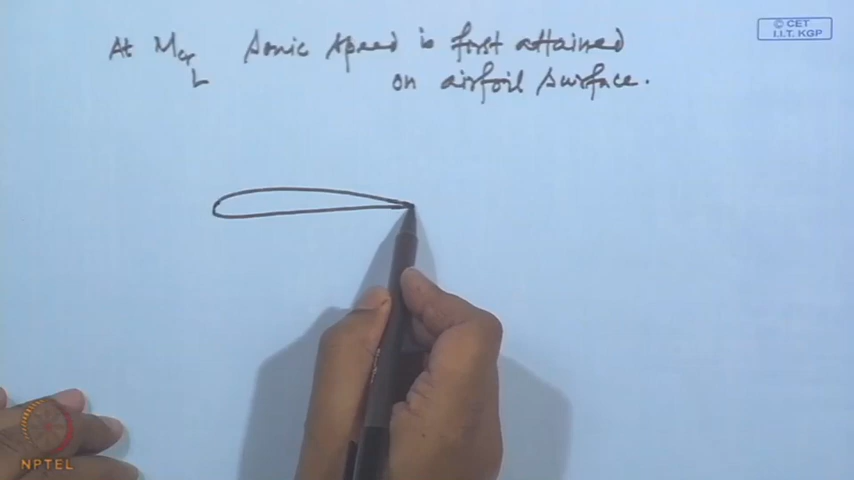 At Mcr Sonic speed is first attained
on airfoil surface.
© CET
I.I.T. KGP
NPTEL